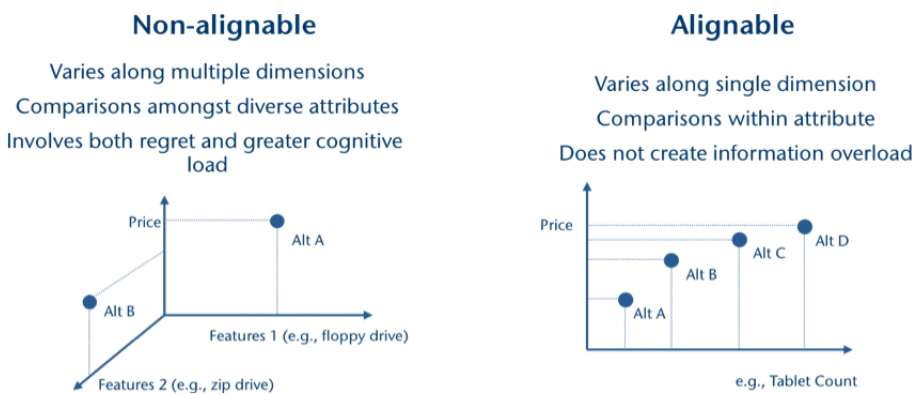 Non-alignable
Varies along multiple dimensions
Comparisons amongst diverse attributes
Involves both regret and greater cognitive
load
Price
Alt A
Alt B
Features 1 (e.g., floppy drive)
Features 2 (e.g., zip drive)
Alignable
Varies along single dimension
Comparisons within attribute
Does not create information overload
Price
Alt D
Alt C
Alt B
Alt A
e.g., Tablet Count